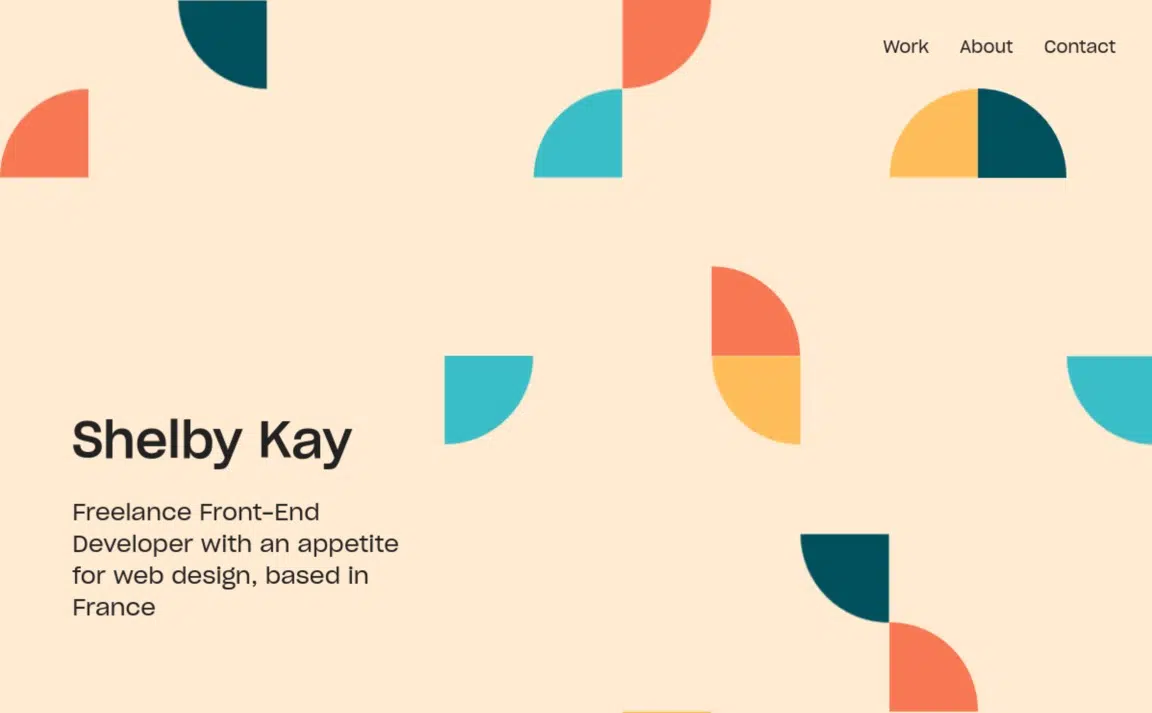 Work About Contact
Shelby Kay
Freelance Front-End
Developer with an appetite
for web design, based in
France